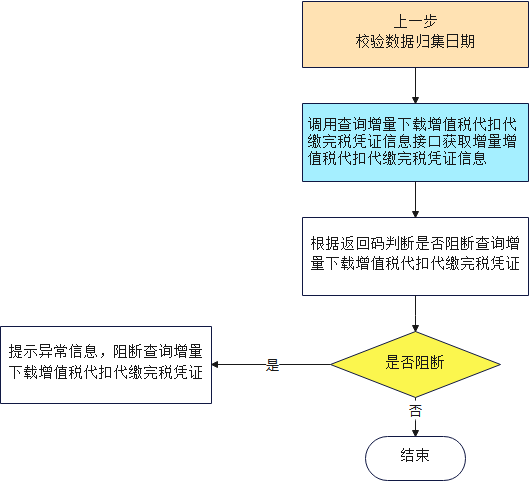 上一步
校验数据归集日期
调用查询增量下载增值税代扣代
缴完税凭证信息接口获取增量增
值税代扣代缴完税凭证信息
根据返回码判断是否阻断查询增
量下载增值税代扣代缴完税凭证
提示异常信息，阻断查询增量
下载增值税代扣代缴完税凭证
是
是否阻断
否
结束